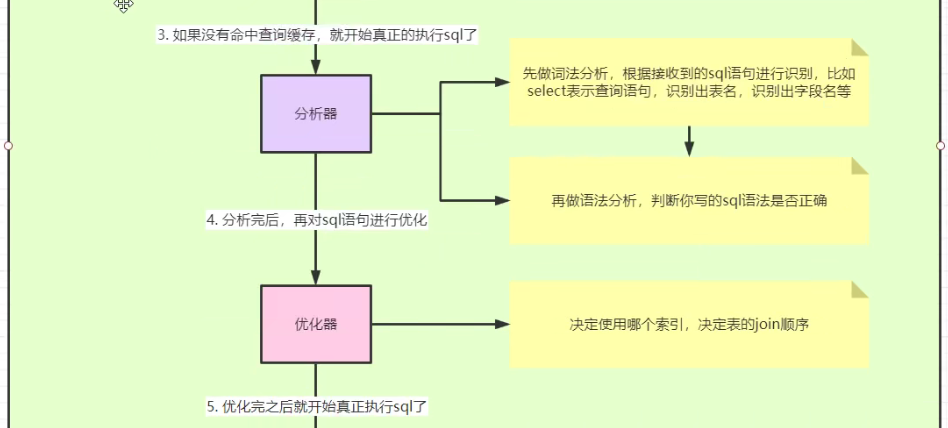 3. 如果没有命中查询缓存，就开始真正的执行sql了
分析器
先做词法分析，根据接收到的sql语句进行识别，比如
select表示查询语句，识别出表名，识别出字段名等
再做语法分析，判断你写的sql语法是否正确
4. 分析完后，再对sql语句进行优化
优化器
决定使用哪个索引，决定表的join顺序
5. 优化完之后就开始真正执行sql了